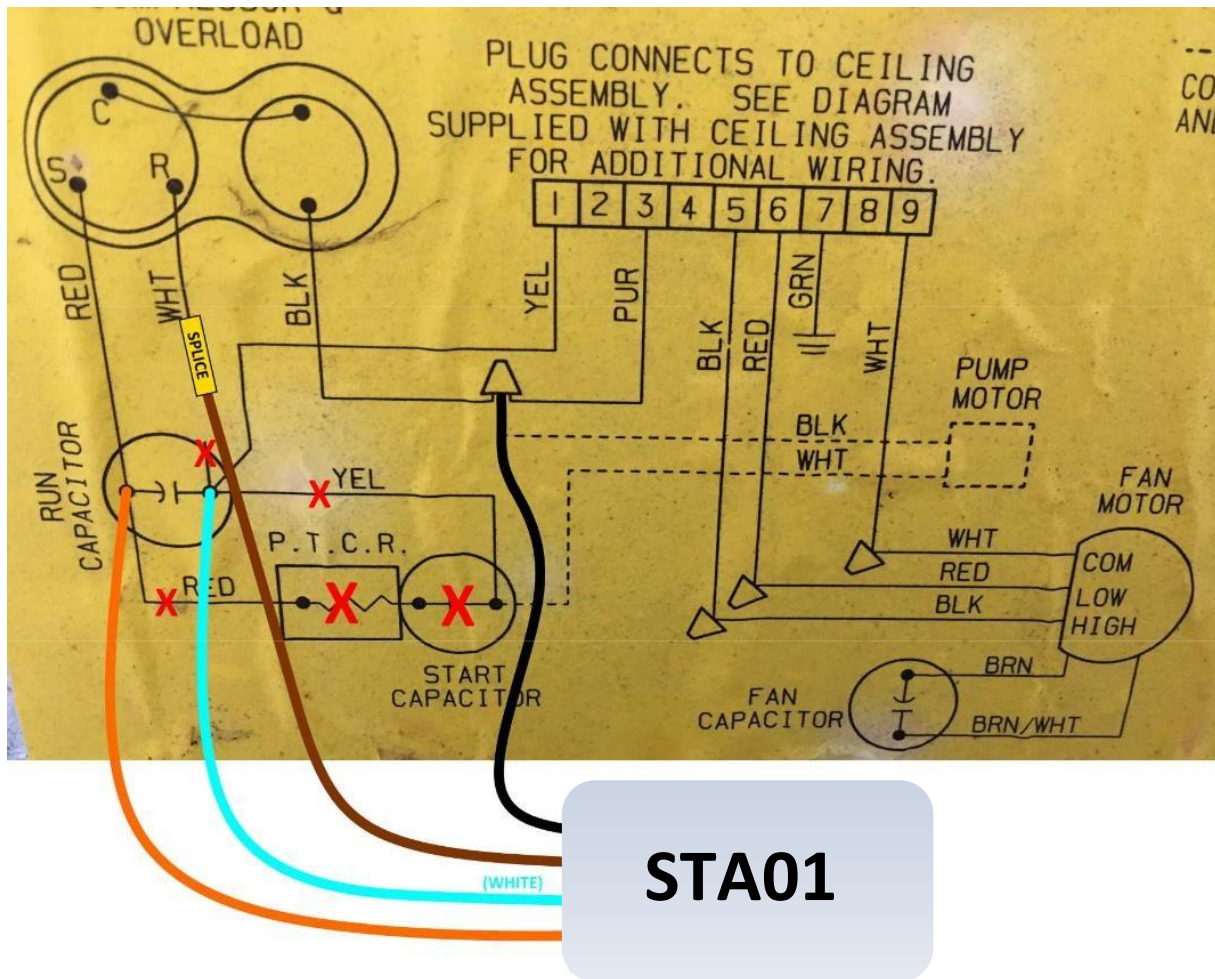 OVERLOAD
PLUG CONNECTS TO CEILING
ASSEMBLY. SEE DIAGRAM
SUPPLIED WITH CEILING ASSEMBLY
FOR ADDITIONAL WIRING.
C
S
R
1 2 3 4 5 6 7 8 9
RED
WHT
BLK
YEL
PUR
BLK
RED
GRN
WHT
SPLICE
PUMP
MOTOR
BLK
WHT
RUN
CAPACITOR
X
X
YEL
FAN
MOTOR
P.T.C.R.
X
RED
X
X
WHT
RED
BLK
COM
LOW
HIGH
START
CAPACITOR
FAN
CAPACITOR
BRN
BRN/WHT
(WHITE)
STA01